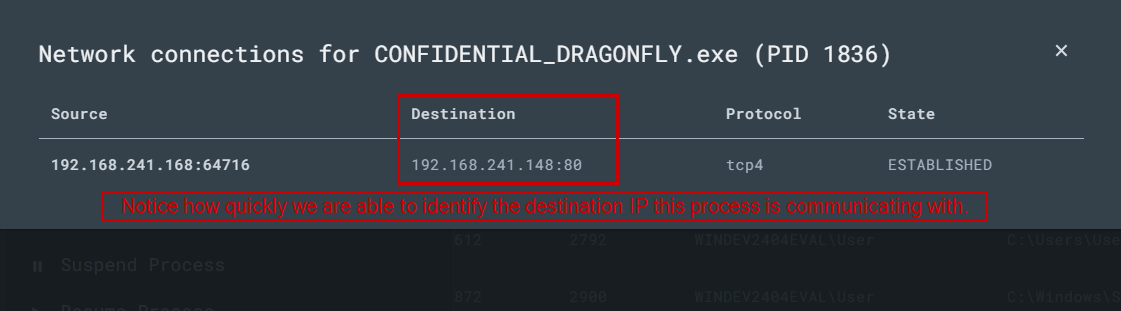 Network connections for CONFIDENTIAL_DRAGONFLY.exe (PID 1836) ×
Source Destination Protocol State
192.168.241.168:64716 192.168.241.148:80 tcp4 ESTABLISHED
Notice how quickly we are able to identify the destination IP this process is communicating with.
612 2792 WINDEV2404EVAL\User C:\Users\Use
Suspend Process
872 2900 WINDEV2404EVAL\User C:\Windows\S
Resume Process